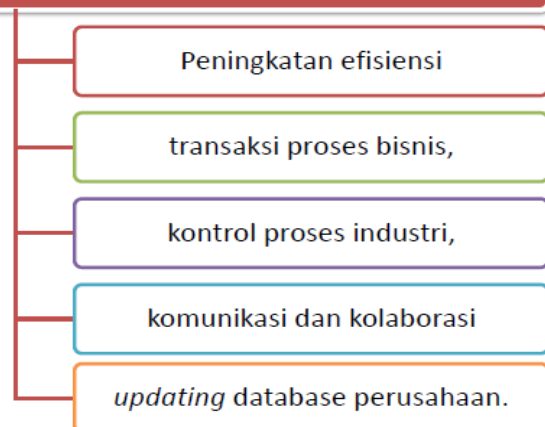 Peningkatan efisiensi
transaksi proses bisnis,
kontrol proses industri,
komunikasi dan kolaborasi
updating database perusahaan.